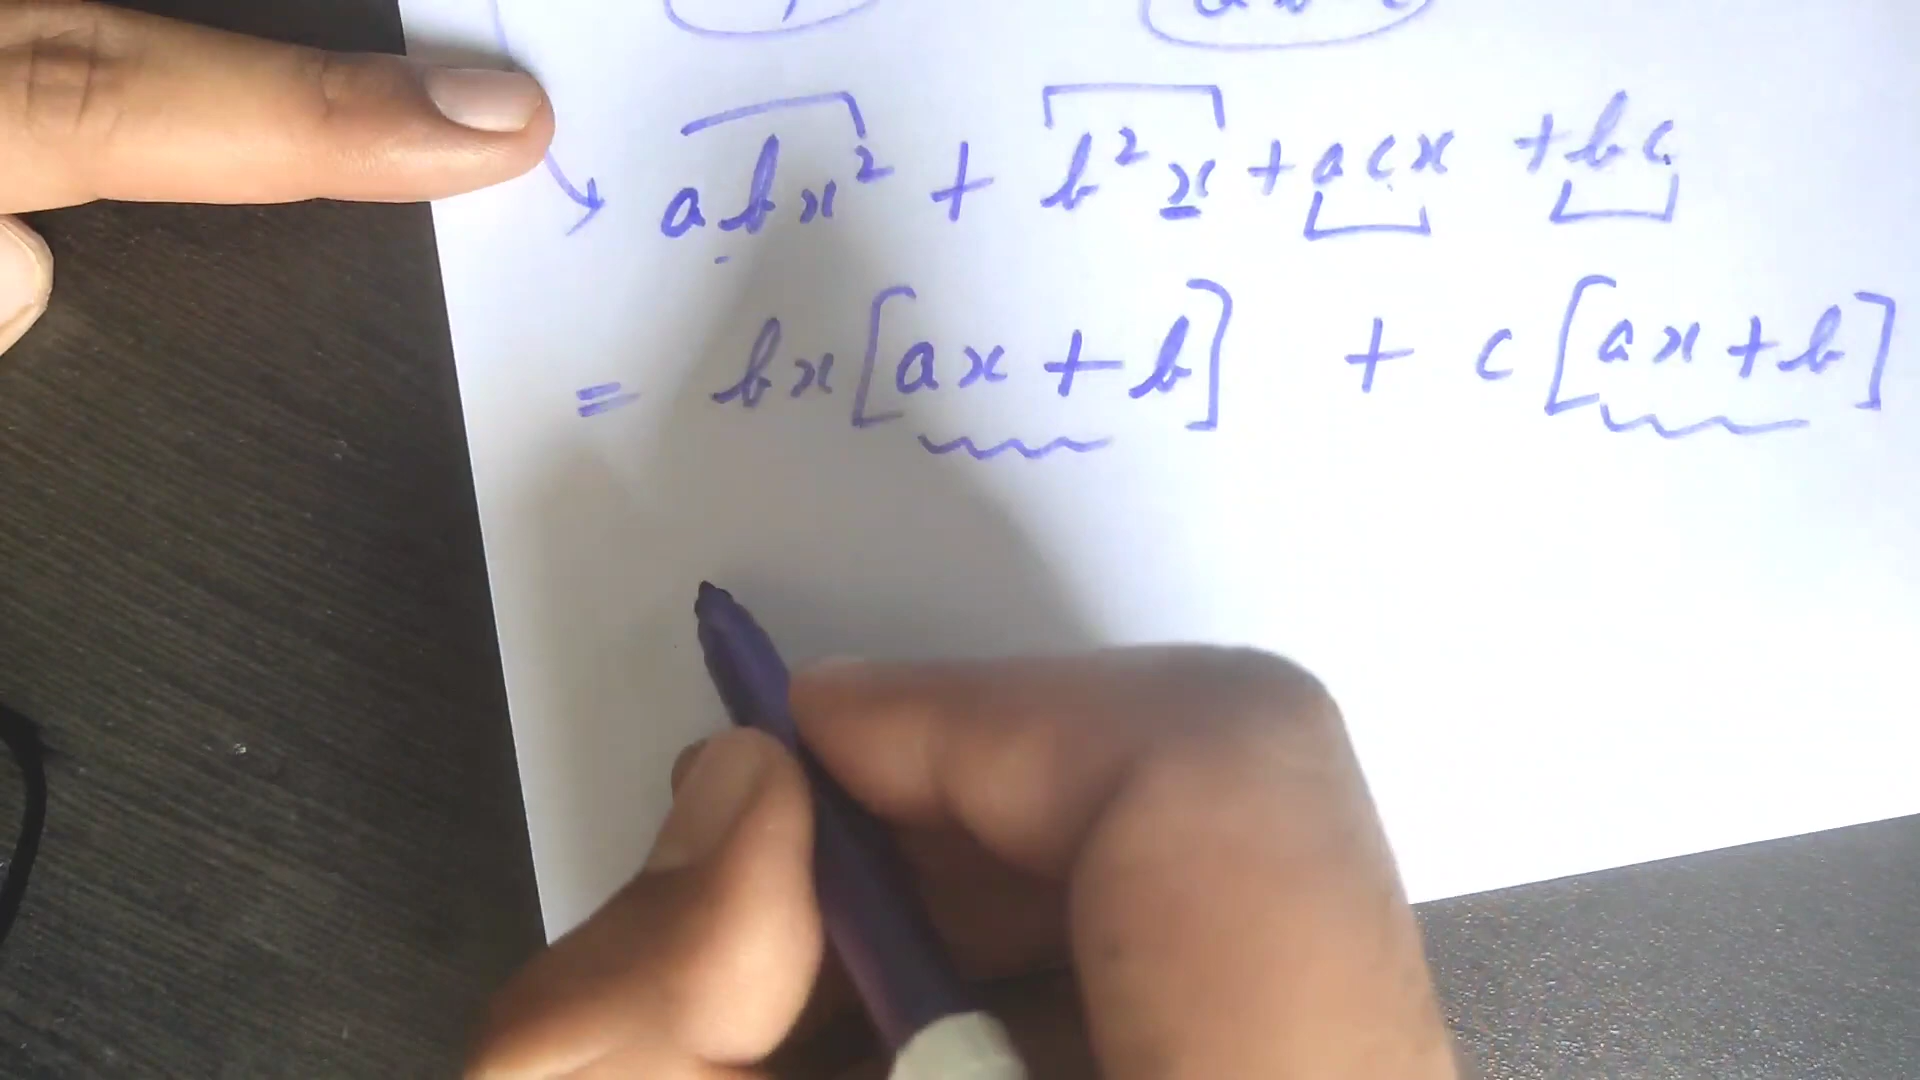 abx² + b²x + acx + bc
= bx[ax + b] + c[ax + b]